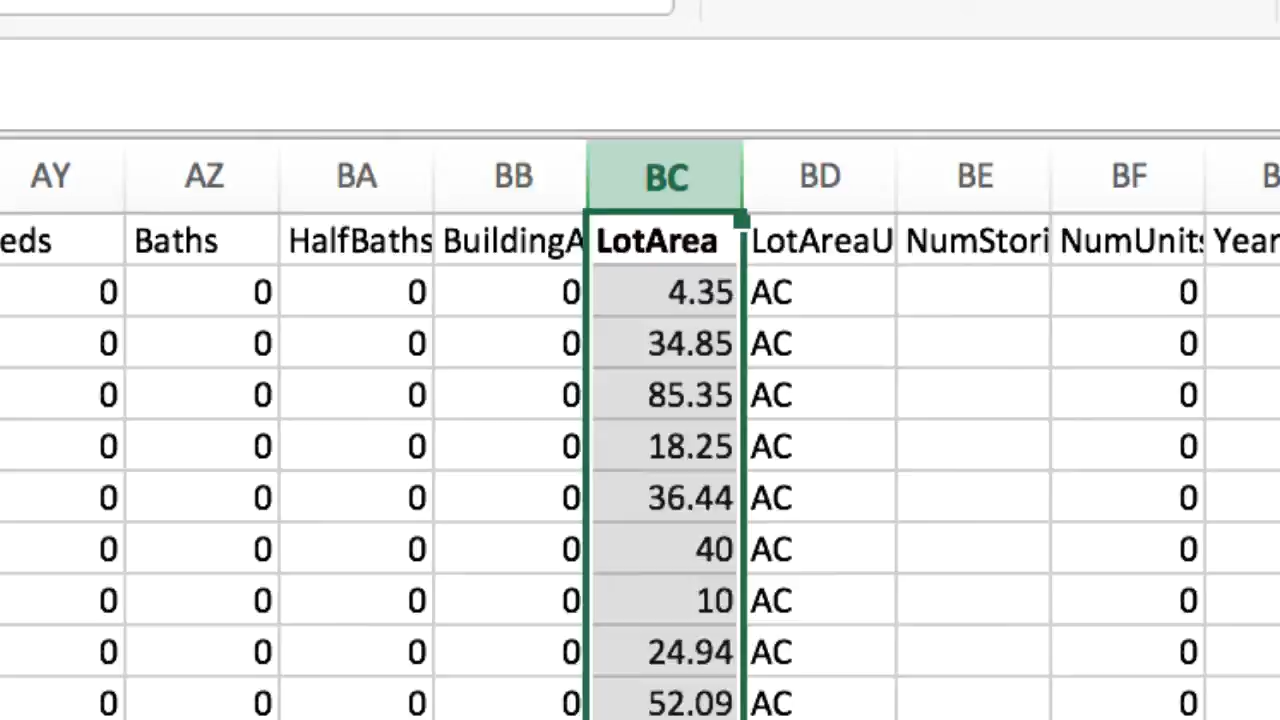 AY AZ BA BB BC BD BE BF B
eds Baths HalfBaths BuildingA LotArea LotAreaU NumStori NumUnits Year
0 0 0 0 4.35 AC 0
0 0 0 0 34.85 AC 0
0 0 0 0 85.35 AC 0
0 0 0 0 18.25 AC 0
0 0 0 0 36.44 AC 0
0 0 0 0 40 AC 0
0 0 0 0 10 AC 0
0 0 0 0 24.94 AC 0
0 0 0 0 52.09 AC 0